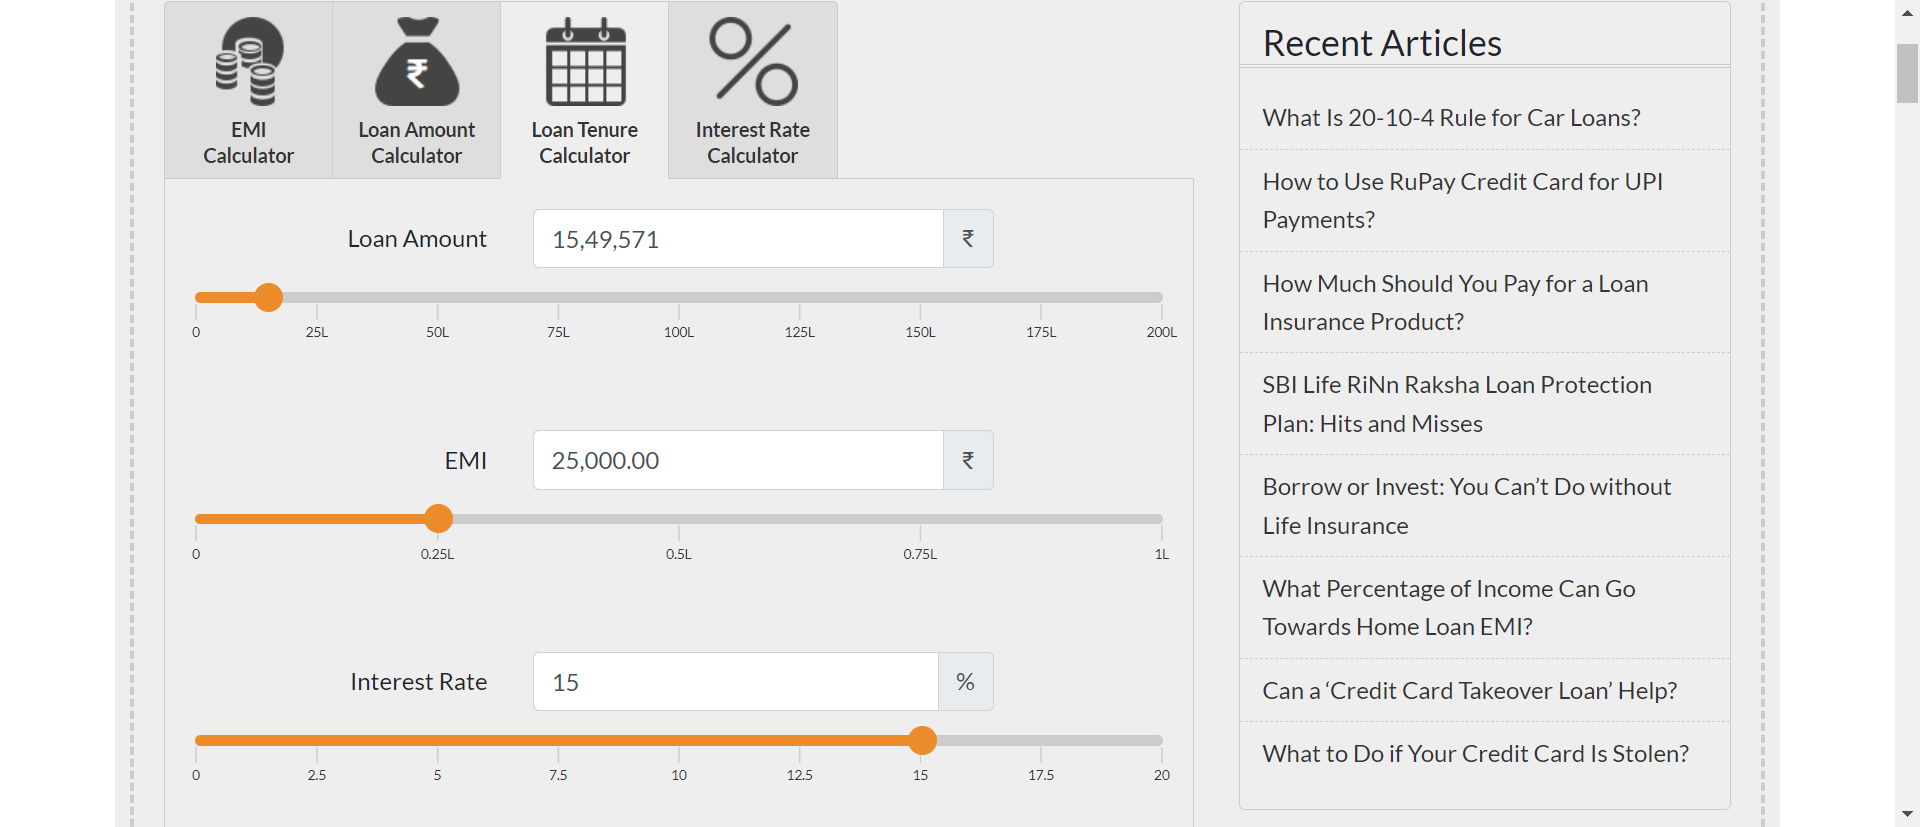 EMI
Calculator
Loan Amount
Calculator
Loan Tenure
Calculator
Interest Rate
Calculator
Loan Amount
15,49,571
₹
0
25L
50L
75L
100L
125L
150L
175L
200L
EMI
25,000.00
₹
0
0.25L
0.5L
0.75L
1L
Interest Rate
15
%
0
2.5
5
7.5
10
12.5
15
17.5
20
Recent Articles
What Is 20-10-4 Rule for Car Loans?
How to Use RuPay Credit Card for UPI
Payments?
How Much Should You Pay for a Loan
Insurance Product?
SBI Life RiNn Raksha Loan Protection
Plan: Hits and Misses
Borrow or Invest: You Can’t Do without
Life Insurance
What Percentage of Income Can Go
Towards Home Loan EMI?
Can a ‘Credit Card Takeover Loan’ Help?
What to Do if Your Credit Card Is Stolen?